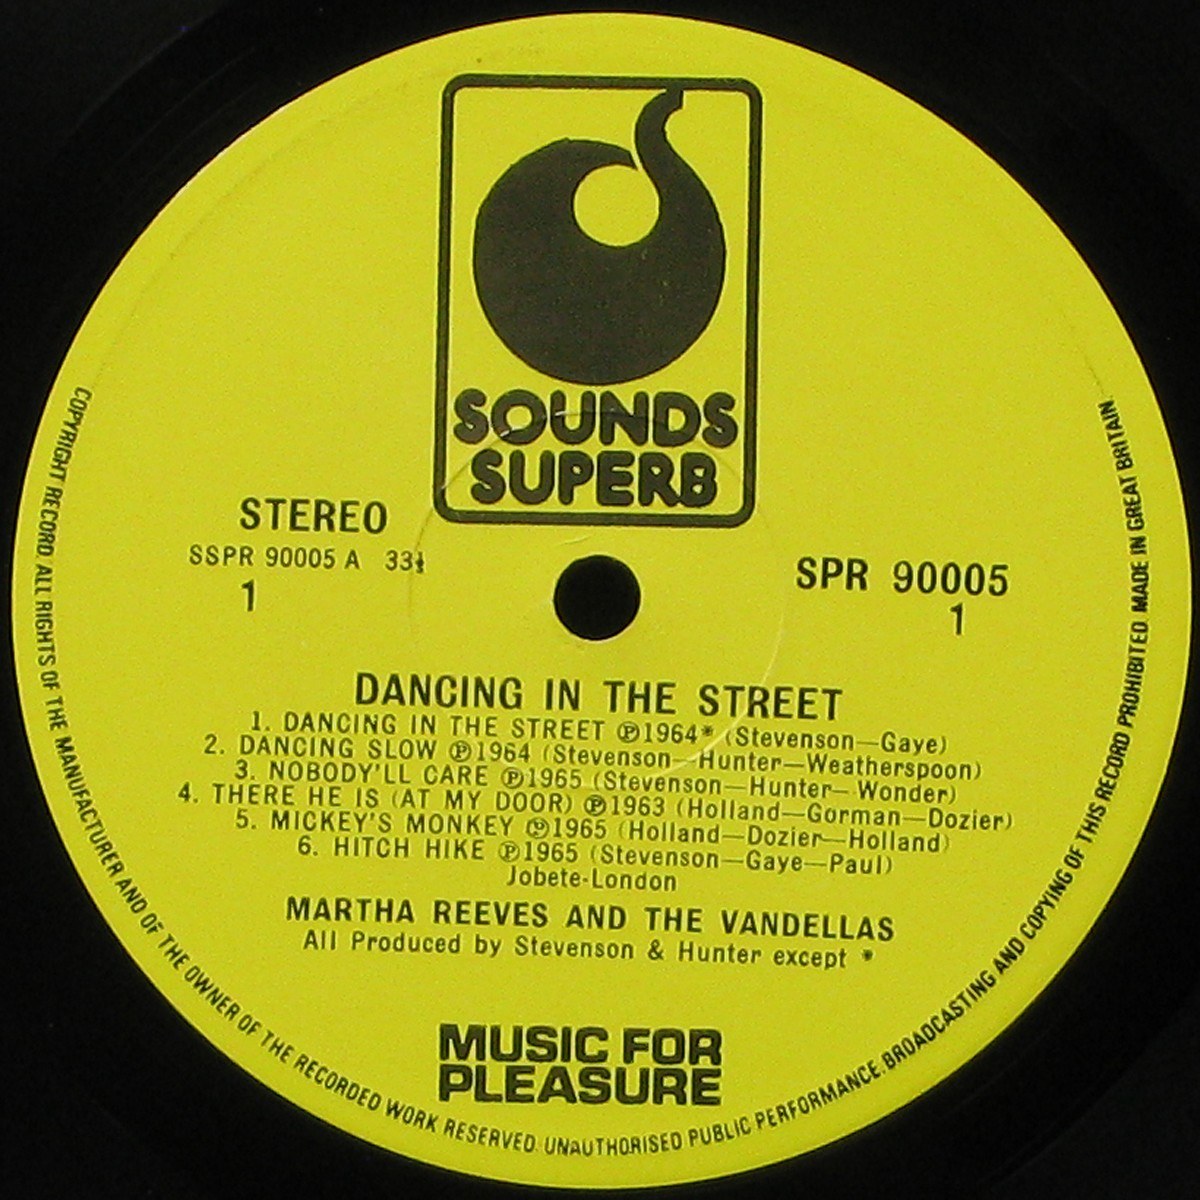 SOUNDS
SUPERB
STEREO
SSPR 90005 A 33⅓
1
SPR 90005
1
DANCING IN THE STREET
1. DANCING IN THE STREET ℗1964* (Stevenson—Gaye)
2. DANCING SLOW ℗1964 (Stevenson—Hunter—Weatherspoon)
3. NOBODY'LL CARE ℗1965 (Stevenson—Hunter—Wonder)
4. THERE HE IS (AT MY DOOR) ℗1963 (Holland—Gorman—Dozier)
5. MICKEY'S MONKEY ℗1965 (Holland—Dozier—Holland)
6. HITCH HIKE ℗1965 (Stevenson—Gaye—Paul)
Jobete-London
MARTHA REEVES AND THE VANDELLAS
All Produced by Stevenson & Hunter except *
MUSIC FOR
PLEASURE
COPYRIGHT RECORD. ALL RIGHTS OF THE MANUFACTURER AND OF THE OWNER OF THE RECORDED WORK RESERVED. UNAUTHORISED PUBLIC PERFORMANCE. BROADCASTING AND COPYING OF THIS RECORD PROHIBITED MADE IN GREAT BRITAIN.